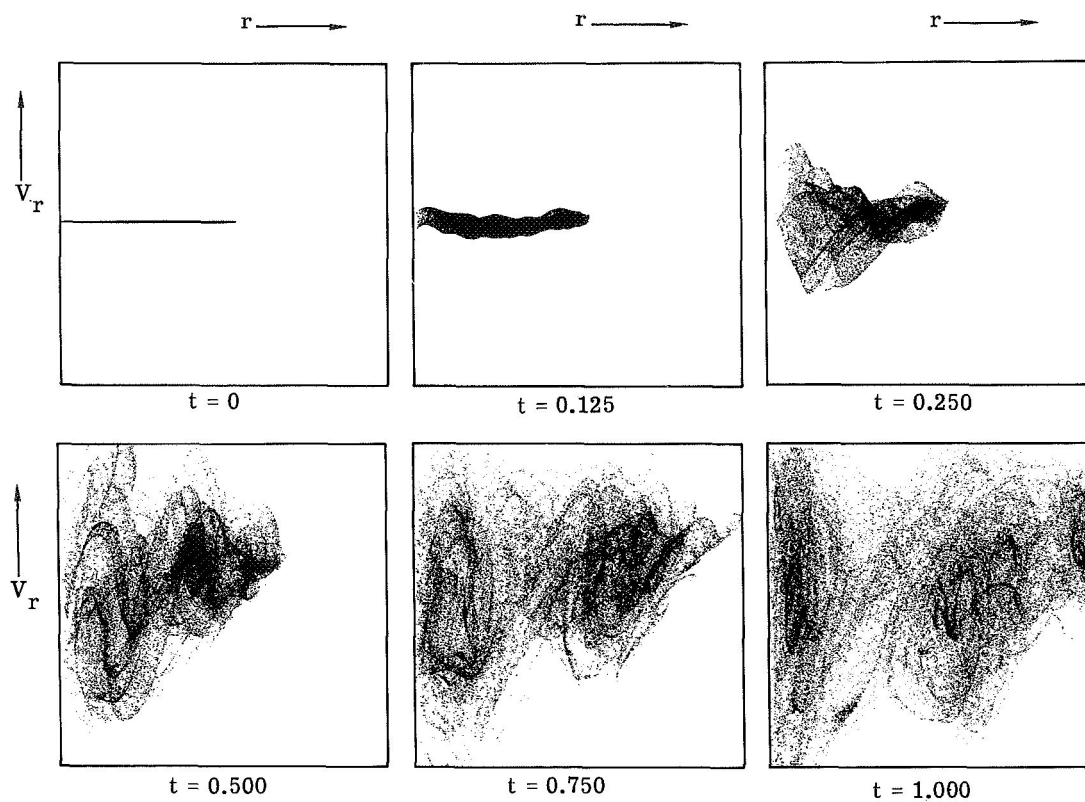 r r r
V_r
t = 0 t = 0.125 t = 0.250
V_r
t = 0.500 t = 0.750 t = 1.000